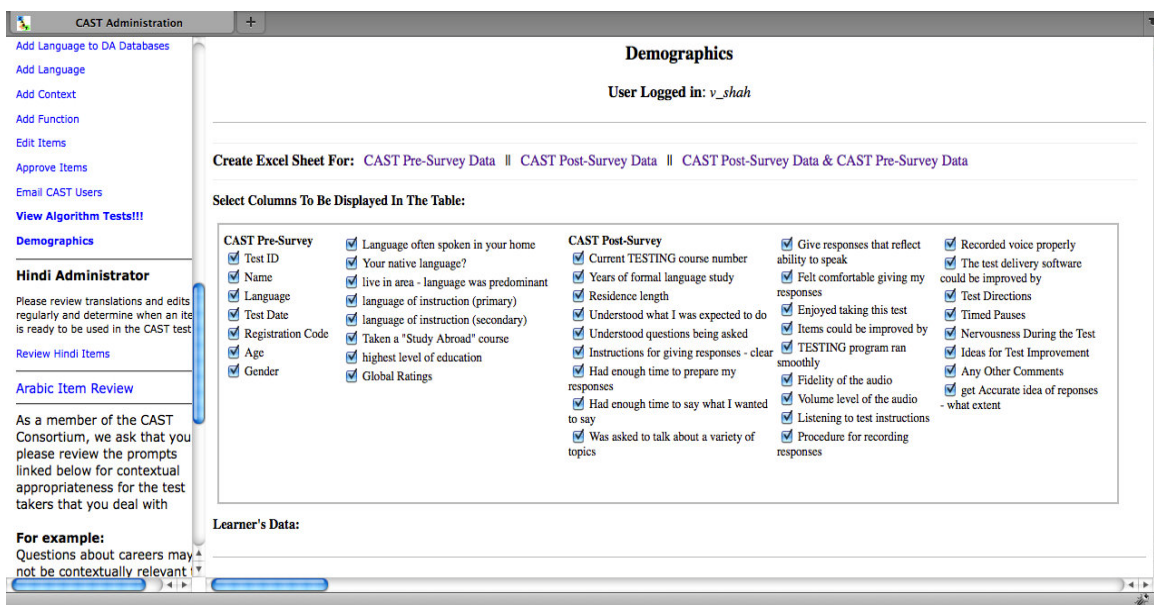 CAST Administration
+
Add Language to DA Databases
Add Language
Add Context
Add Function
Edit Items
Approve Items
Email CAST Users
View Algorithm Tests!!!
Demographics
Hindi Administrator
Please review translations and edits
regularly and determine when an ite
is ready to be used in the CAST test
Review Hindi Items
Arabic Item Review
As a member of the CAST
Consortium, we ask that you
please review the prompts
linked below for contextual
appropriateness for the test
takers that you deal with
For example:
Questions about careers may
not be contextually relevant
Demographics
User Logged in: v_shah
Create Excel Sheet For: CAST Pre-Survey Data || CAST Post-Survey Data || CAST Post-Survey Data & CAST Pre-Survey Data
Select Columns To Be Displayed In The Table:
CAST Pre-Survey
Test ID
Name
Language
Test Date
Registration Code
Age
Gender
Language often spoken in your home
Your native language?
live in area - language was predominant
language of instruction (primary)
language of instruction (secondary)
Taken a "Study Abroad" course
highest level of education
Global Ratings
CAST Post-Survey
Current TESTING course number
Years of formal language study
Residence length
Understood what I was expected to do
Understood questions being asked
Instructions for giving responses - clear
Had enough time to prepare my
responses
Had enough time to say what I wanted
to say
Was asked to talk about a variety of
topics
Give responses that reflect
ability to speak
Felt comfortable giving my
responses
Enjoyed taking this test
Items could be improved by
TESTING program ran
smoothly
Fidelity of the audio
Volume level of the audio
Listening to test instructions
Procedure for recording
responses
Recorded voice properly
The test delivery software
could be improved by
Test Directions
Timed Pauses
Nervousness During the Test
Ideas for Test Improvement
Any Other Comments
get Accurate idea of reponses
- what extent
Learner's Data: